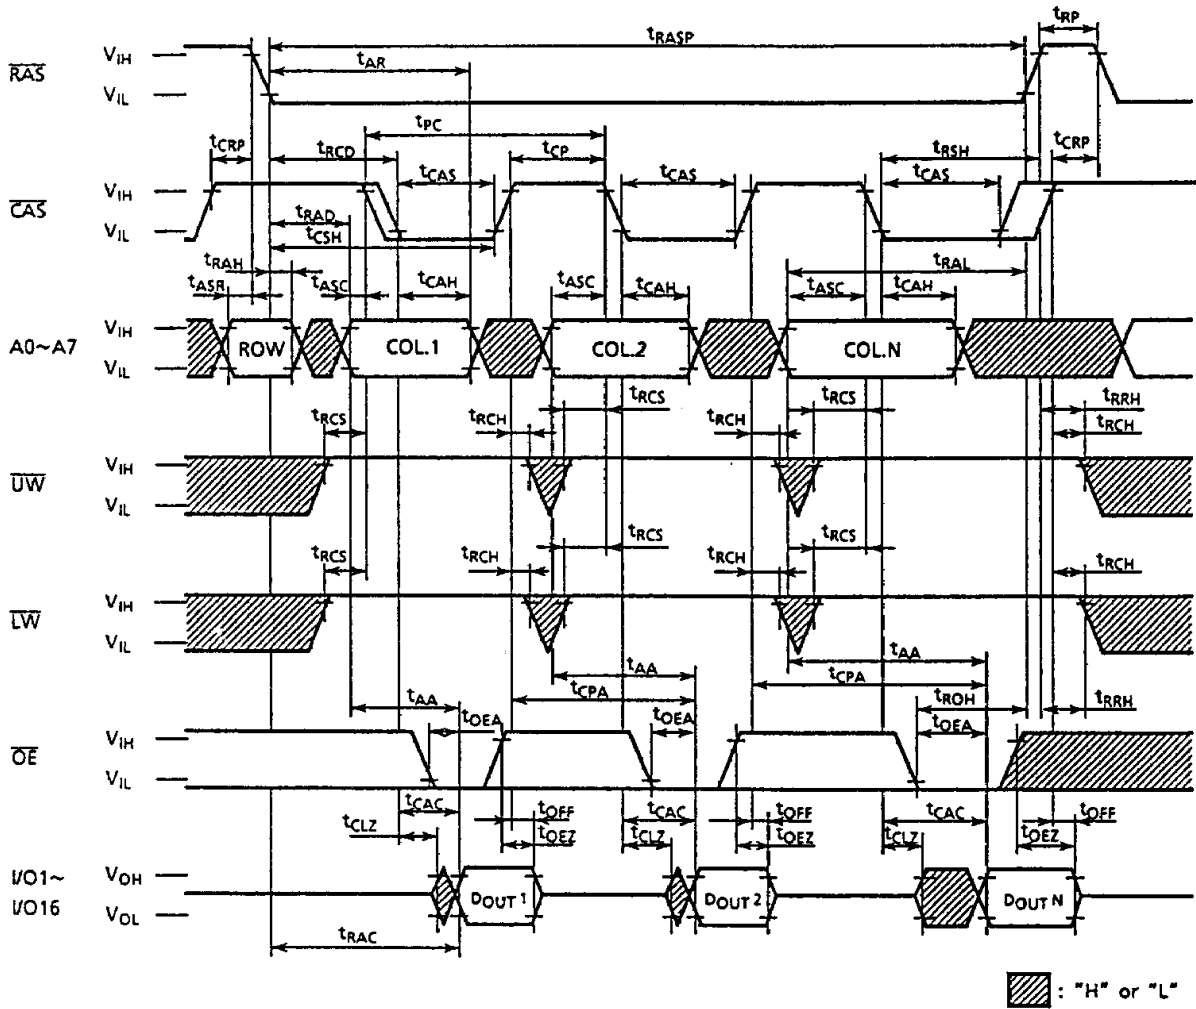 tRP
tRASP
VIH
RAS
tAR
VIL
tPC
tCRP
tRCD
tCP
tRSH
tCRP
tCAS
tCAS
tCAS
VIH
CAS
tRAD
VIL
tCSH
tRAH
tRAL
tASR
tASC
tCAH
tASC
tCAH
tASC
tCAH
VIH
A0~A7
ROW
COL.1
COL.2
COL.N
VIL
tRCS
tRCS
tRRH
tRCS
tRCH
tRCH
tRCH
VIH
UW
VIL
tRCS
tRCS
tRCS
tRCH
tRCH
tRCH
VIH
LW
VIL
tAA
tAA
tCPA
tCPA
tAA
tROH
tRRH
tOEA
tOEA
tOEA
VIH
OE
VIL
tCAC
tOFF
tCAC
tOFF
tCAC
tOFF
tCLZ
tOEZ
tCLZ
tOEZ
tCLZ
tOEZ
I/O1~
I/O16
VOH
DOUT 1
DOUT 2
DOUT N
VOL
tRAC
: "H" or "L"